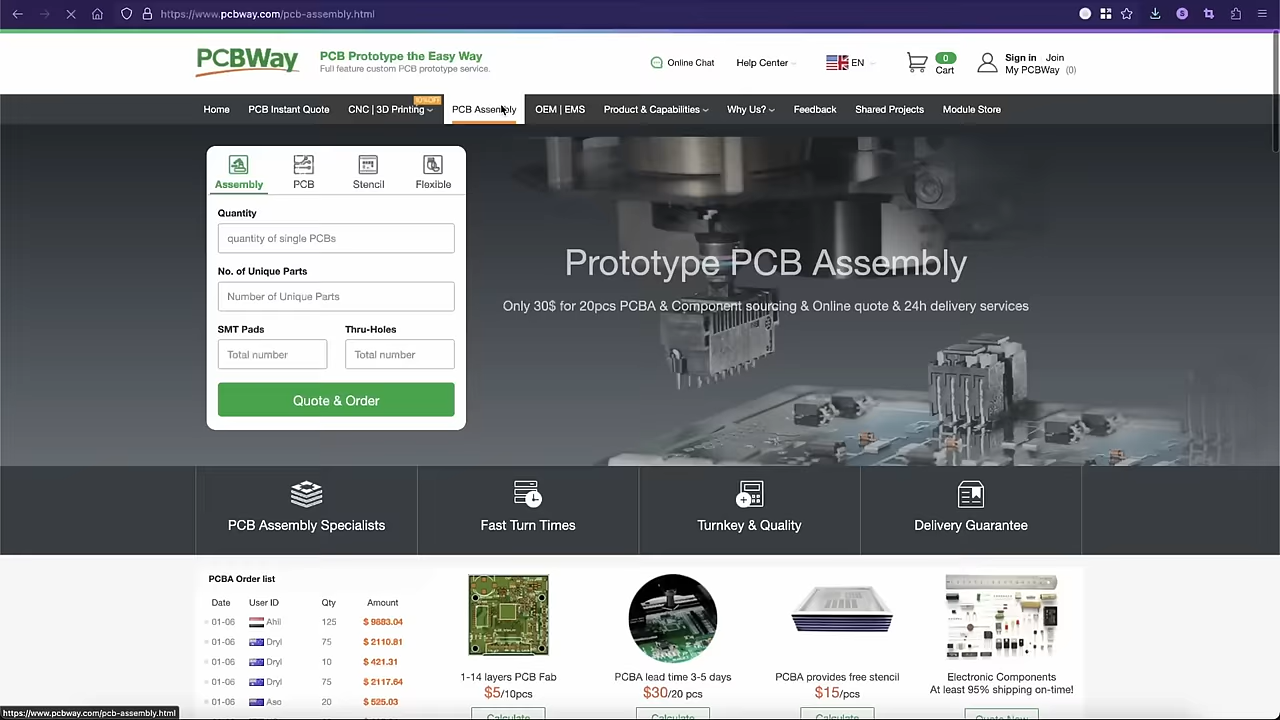 https://www.pcbway.com/pcb-assembly.html
PCBWay
PCB Prototype the Easy Way
Full feature custom PCB prototype service.
Online Chat
Help Center
EN
0
Cart
Sign in Join
My PCBWay (0)
Home
PCB Instant Quote
CNC | 3D Printing
10%OFF
PCB Assembly
OEM | EMS
Product & Capabilities
Why Us?
Feedback
Shared Projects
Module Store
Assembly
PCB
Stencil
Flexible
Quantity
quantity of single PCBs
No. of Unique Parts
Number of Unique Parts
SMT Pads
Thru-Holes
Total number
Total number
Quote & Order
Prototype PCB Assembly
Only 30$ for 20pcs PCBA & Component sourcing & Online quote & 24h delivery services
PCB Assembly Specialists
Fast Turn Times
Turnkey & Quality
Delivery Guarantee
PCBA Order list
Date User ID Qty Amount
01-06 Ahil 125 $ 9883.04
01-06 Dryl 75 $ 2110.81
01-06 Dryl 10 $ 421.31
01-06 Dryl 75 $ 2117.64
01-06 Aso 20 $ 525.03
1-14 layers PCB Fab
$5/10pcs
Calculate
PCBA lead time 3-5 days
$30/20 pcs
Calculate
PCBA provides free stencil
$15/pcs
Calculate
Electronic Components
At least 95% shipping on-time!
Quote Now
https://www.pcbway.com/pcb-assembly.html